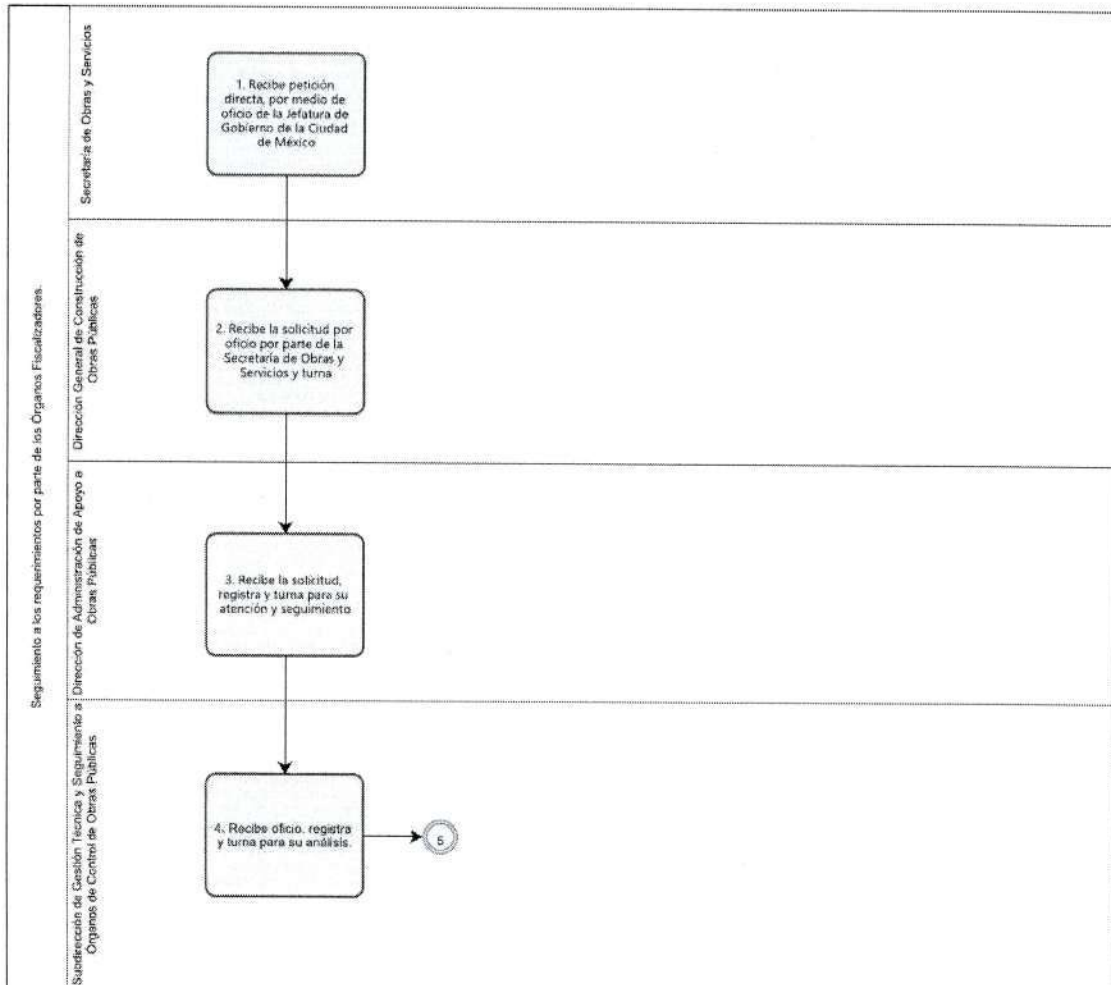 Seguimiento a los requerimientos por parte de los Órganos Fiscalizadores.
Secretaría de Obras y Servicios
1. Recibe petición
directa, por medio de
oficio de la Jefatura de
Gobierno de la Ciudad
de México
Dirección General de Construcción de
Obras Públicas
2. Recibe la solicitud por
oficio por parte de la
Secretaría de Obras y
Servicios y turna
Dirección de Administración de Apoyo a
Obras Públicas
3. Recibe la solicitud,
registra y turna para su
atención y seguimiento
Subdirección de Gestión Técnica y Seguimiento a
Órganos de Control de Obras Públicas
4. Recibe oficio, registra
y turna para su análisis.
5